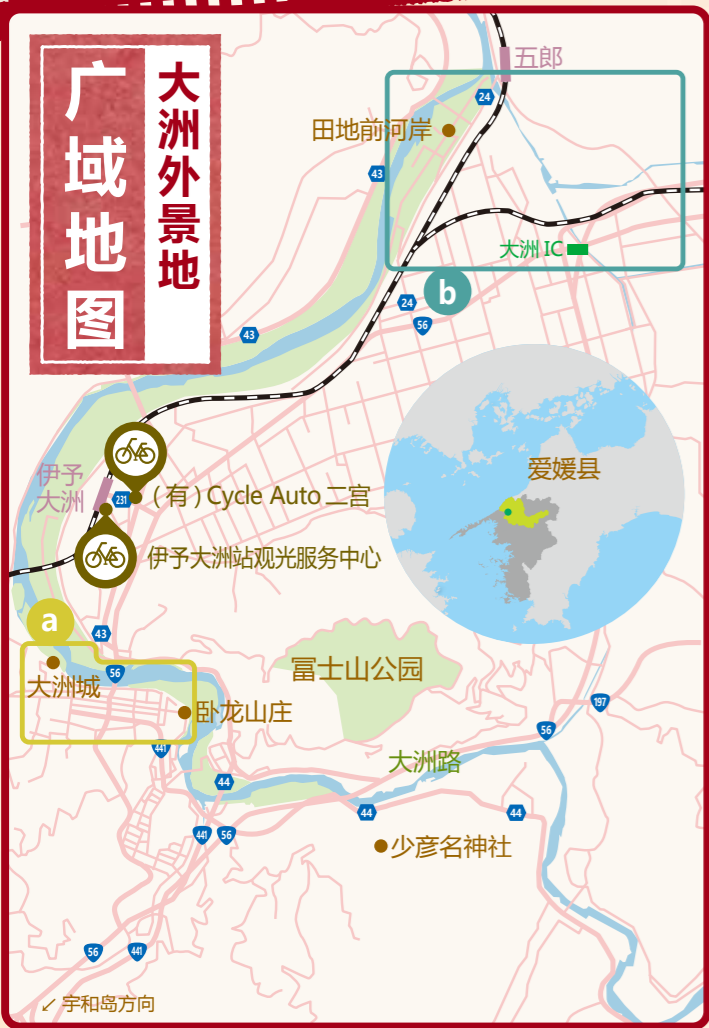 大洲外景地
广域地图
五郎
24
田地前河岸
43
大洲 IC
b
24
56
43
爱媛县
伊予
大洲
231
(有) Cycle Auto 二宫
伊予大洲站观光服务中心
a
43
56
大洲城
卧龙山庄
冨士山公园
441
197
56
大洲路
44
44
44
441
56
少彦名神社
56
441
↙ 宇和岛方向